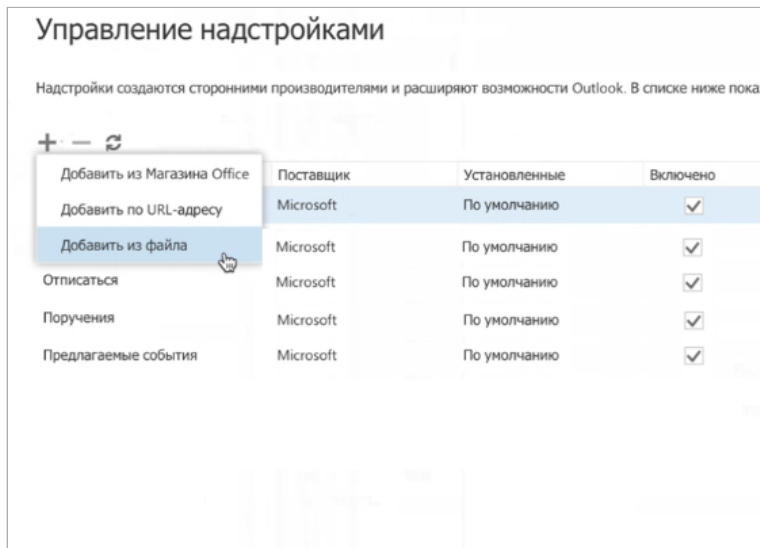 Управление надстройками
Надстройки создаются сторонними производителями и расширяют возможности Outlook. В списке ниже
Добавить из Магазина Office
Поставщик Установленные Включено
Добавить по URL-адресу
Microsoft По умолчанию
Добавить из файла
Microsoft По умолчанию
Отписаться Microsoft По умолчанию
Поручения Microsoft По умолчанию
Предлагаемые события Microsoft По умолчанию